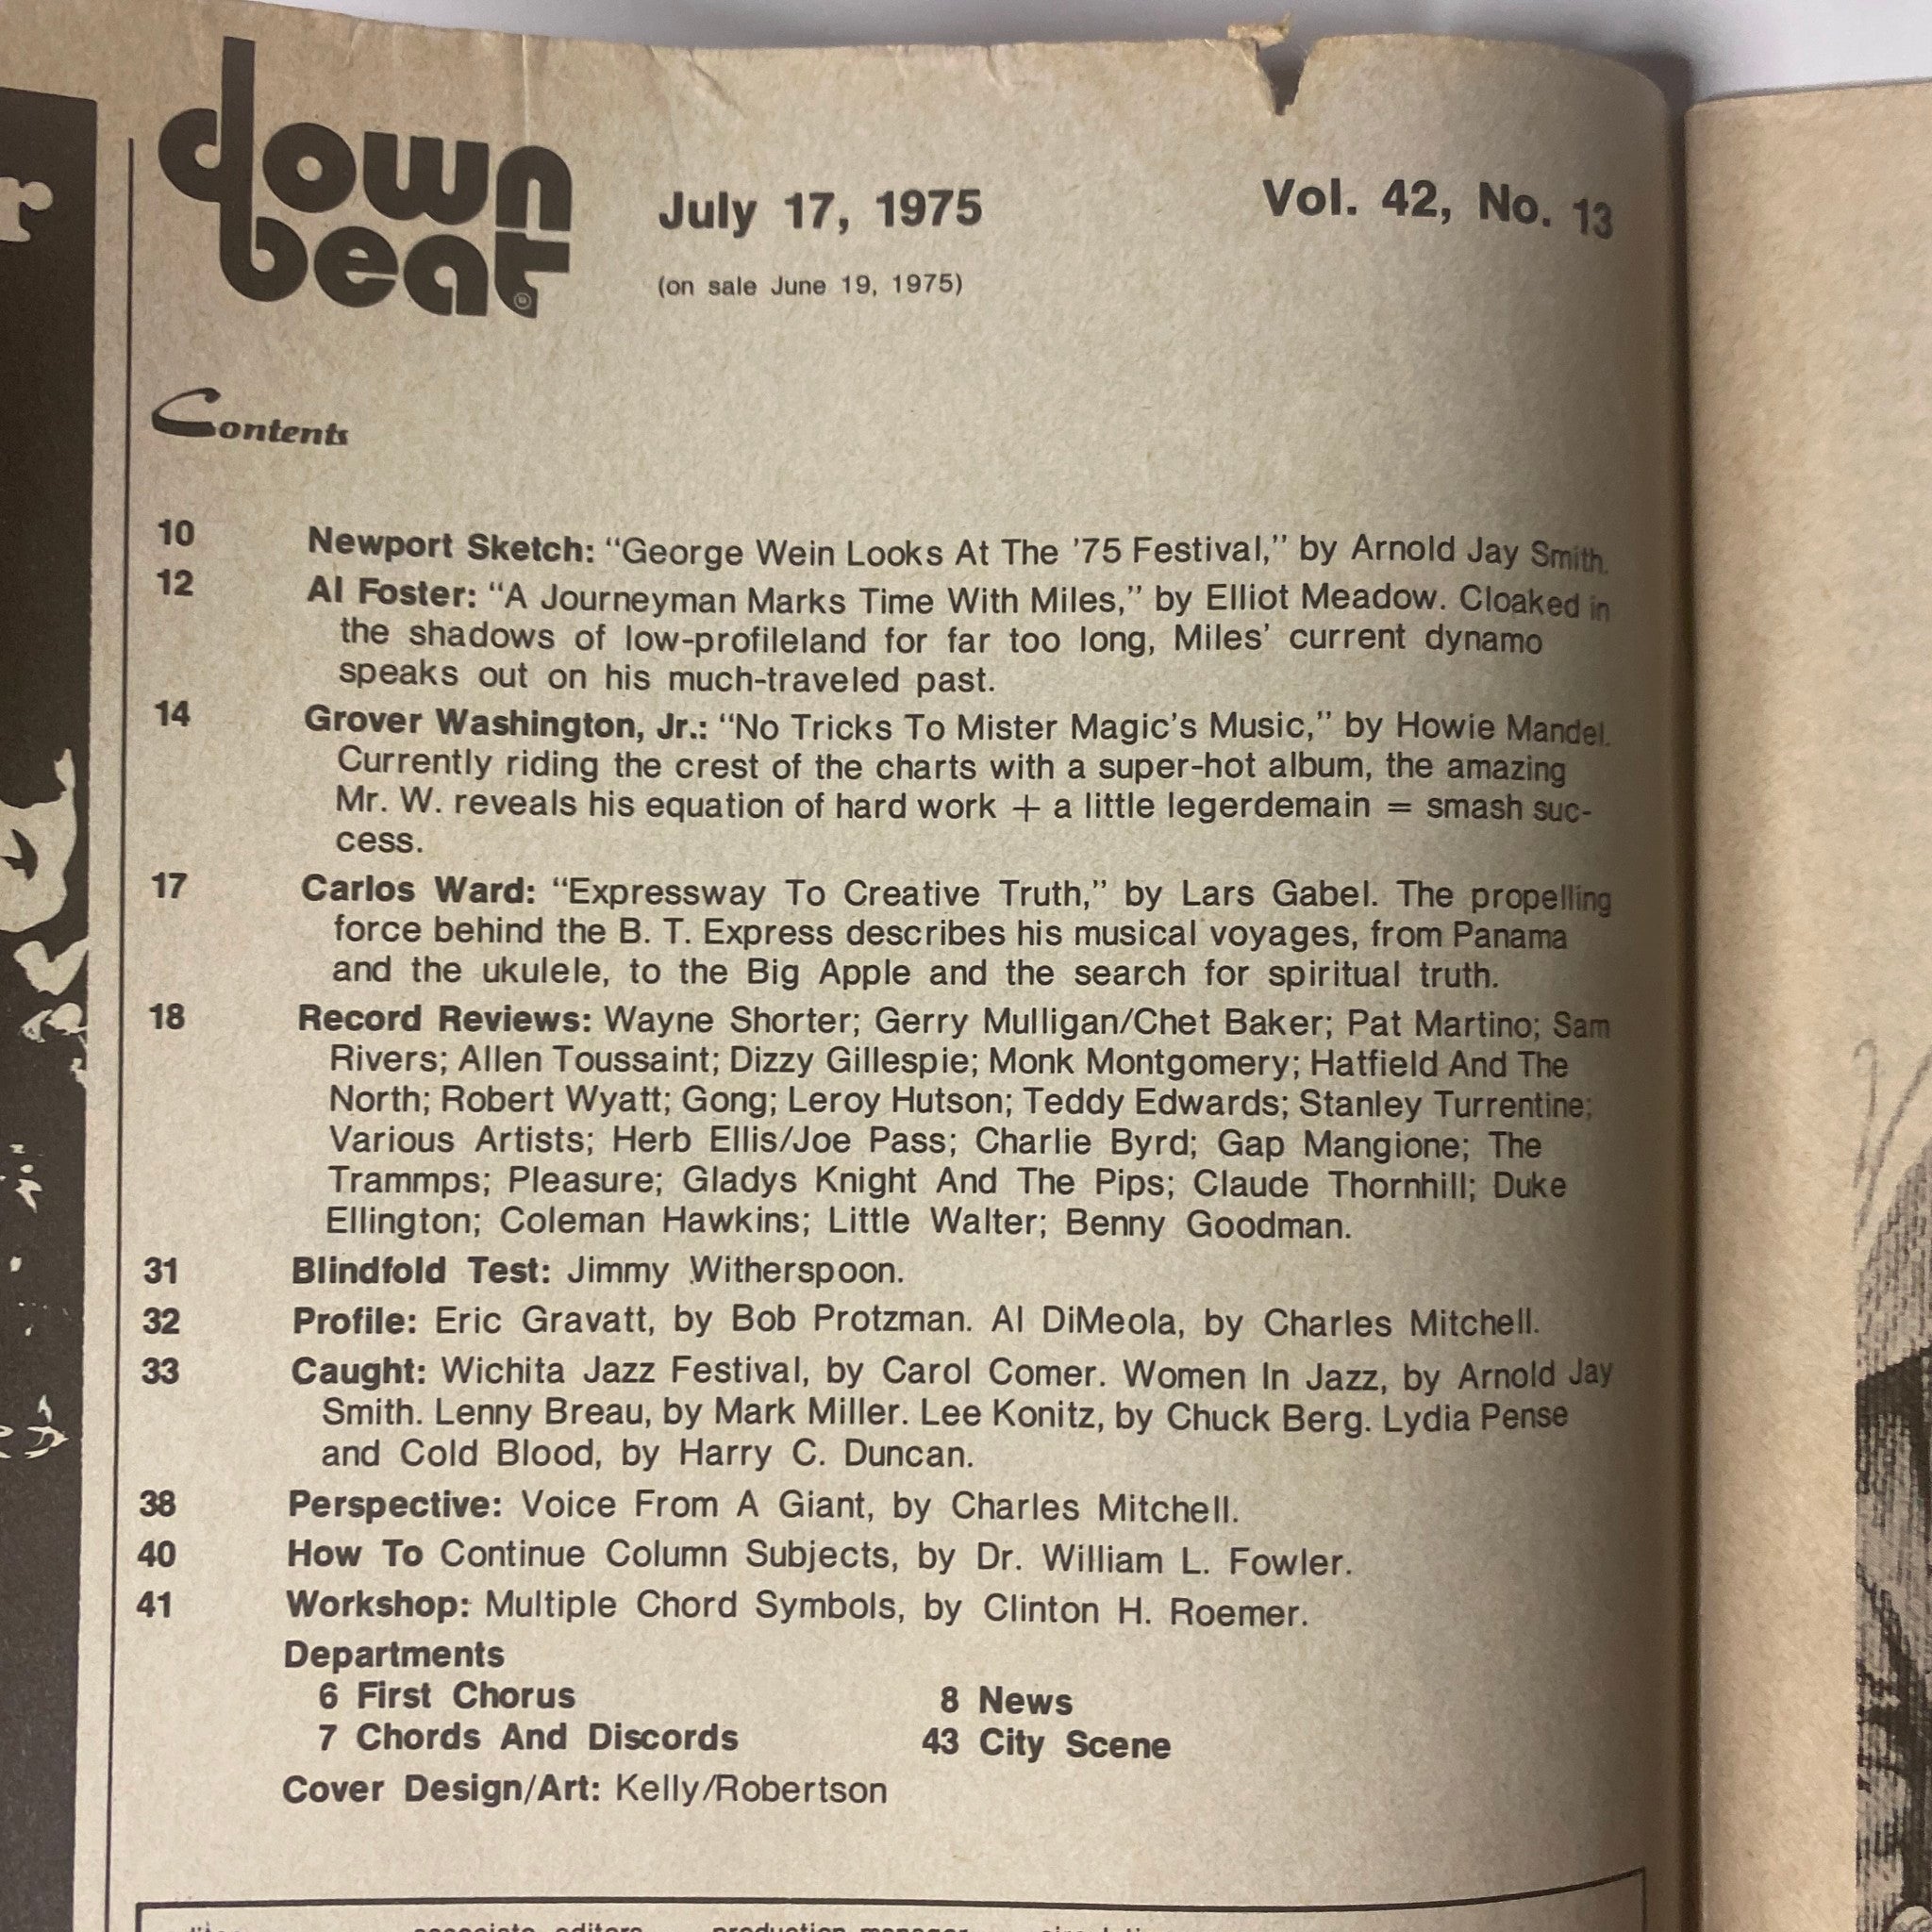 down
beat
July 17, 1975
Vol. 42, No. 13
(on sale June 19, 1975)
Contents
10 Newport Sketch: “George Wein Looks At The ’75 Festival,” by Arnold Jay Smith.
12 Al Foster: “A Journeyman Marks Time With Miles,” by Elliot Meadow. Cloaked in
the shadows of low-profileland for far too long, Miles’ current dynamo
speaks out on his much-traveled past.
14 Grover Washington, Jr.: “No Tricks To Mister Magic’s Music,” by Howie Mandel.
Currently riding the crest of the charts with a super-hot album, the amazing
Mr. W. reveals his equation of hard work + a little legerdemain = smash suc-
cess.
17 Carlos Ward: “Expressway To Creative Truth,” by Lars Gabel. The propelling
force behind the B. T. Express describes his musical voyages, from Panama
and the ukulele, to the Big Apple and the search for spiritual truth.
18 Record Reviews: Wayne Shorter; Gerry Mulligan/Chet Baker; Pat Martino; Sam
Rivers; Allen Toussaint; Dizzy Gillespie; Monk Montgomery; Hatfield And The
North; Robert Wyatt; Gong; Leroy Hutson; Teddy Edwards; Stanley Turrentine;
Various Artists; Herb Ellis/Joe Pass; Charlie Byrd; Gap Mangione; The
Trammps; Pleasure; Gladys Knight And The Pips; Claude Thornhill; Duke
Ellington; Coleman Hawkins; Little Walter; Benny Goodman.
31 Blindfold Test: Jimmy Witherspoon.
32 Profile: Eric Gravatt, by Bob Protzman. Al DiMeola, by Charles Mitchell.
33 Caught: Wichita Jazz Festival, by Carol Comer. Women In Jazz, by Arnold Jay
Smith. Lenny Breau, by Mark Miller. Lee Konitz, by Chuck Berg. Lydia Pense
and Cold Blood, by Harry C. Duncan.
38 Perspective: Voice From A Giant, by Charles Mitchell.
40 How To Continue Column Subjects, by Dr. William L. Fowler.
41 Workshop: Multiple Chord Symbols, by Clinton H. Roemer.
Departments
6 First Chorus 8 News
7 Chords And Discords 43 City Scene
Cover Design/Art: Kelly/Robertson
associate editors production manager